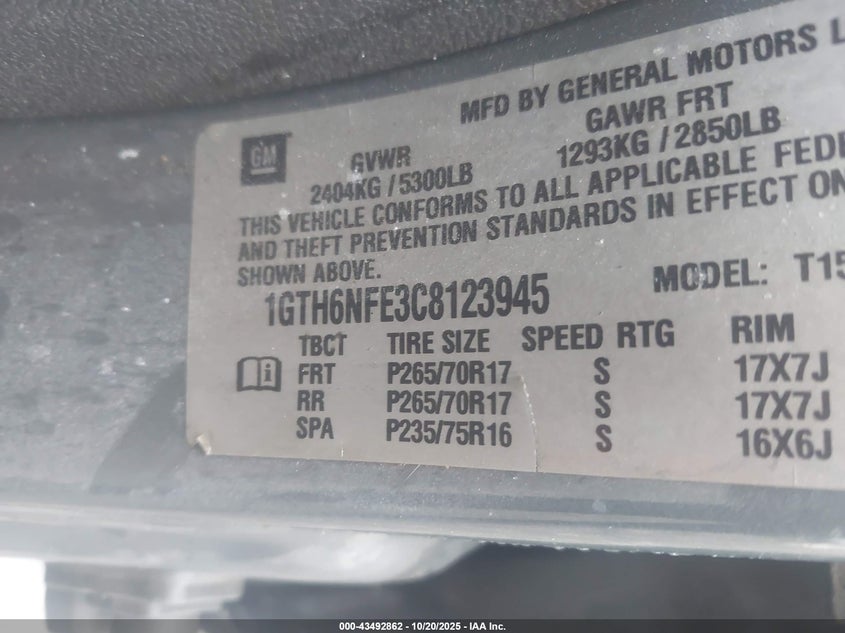 MFD BY GENERAL MOTORS L
GM
GVWR
GAWR FRT
2404KG / 5300LB
1293KG / 2850LB
THIS VEHICLE CONFORMS TO ALL APPLICABLE FEDE
AND THEFT PREVENTION STANDARDS IN EFFECT ON
SHOWN ABOVE.
1GTH6NFE3C8123945
MODEL: T15
TBCT TIRE SIZE SPEED RTG RIM
FRT P265/70R17 S 17X7J
RR P265/70R17 S 17X7J
SPA P235/75R16 S 16X6J
000-43492862 | 10/20/2025 - IAA Inc.